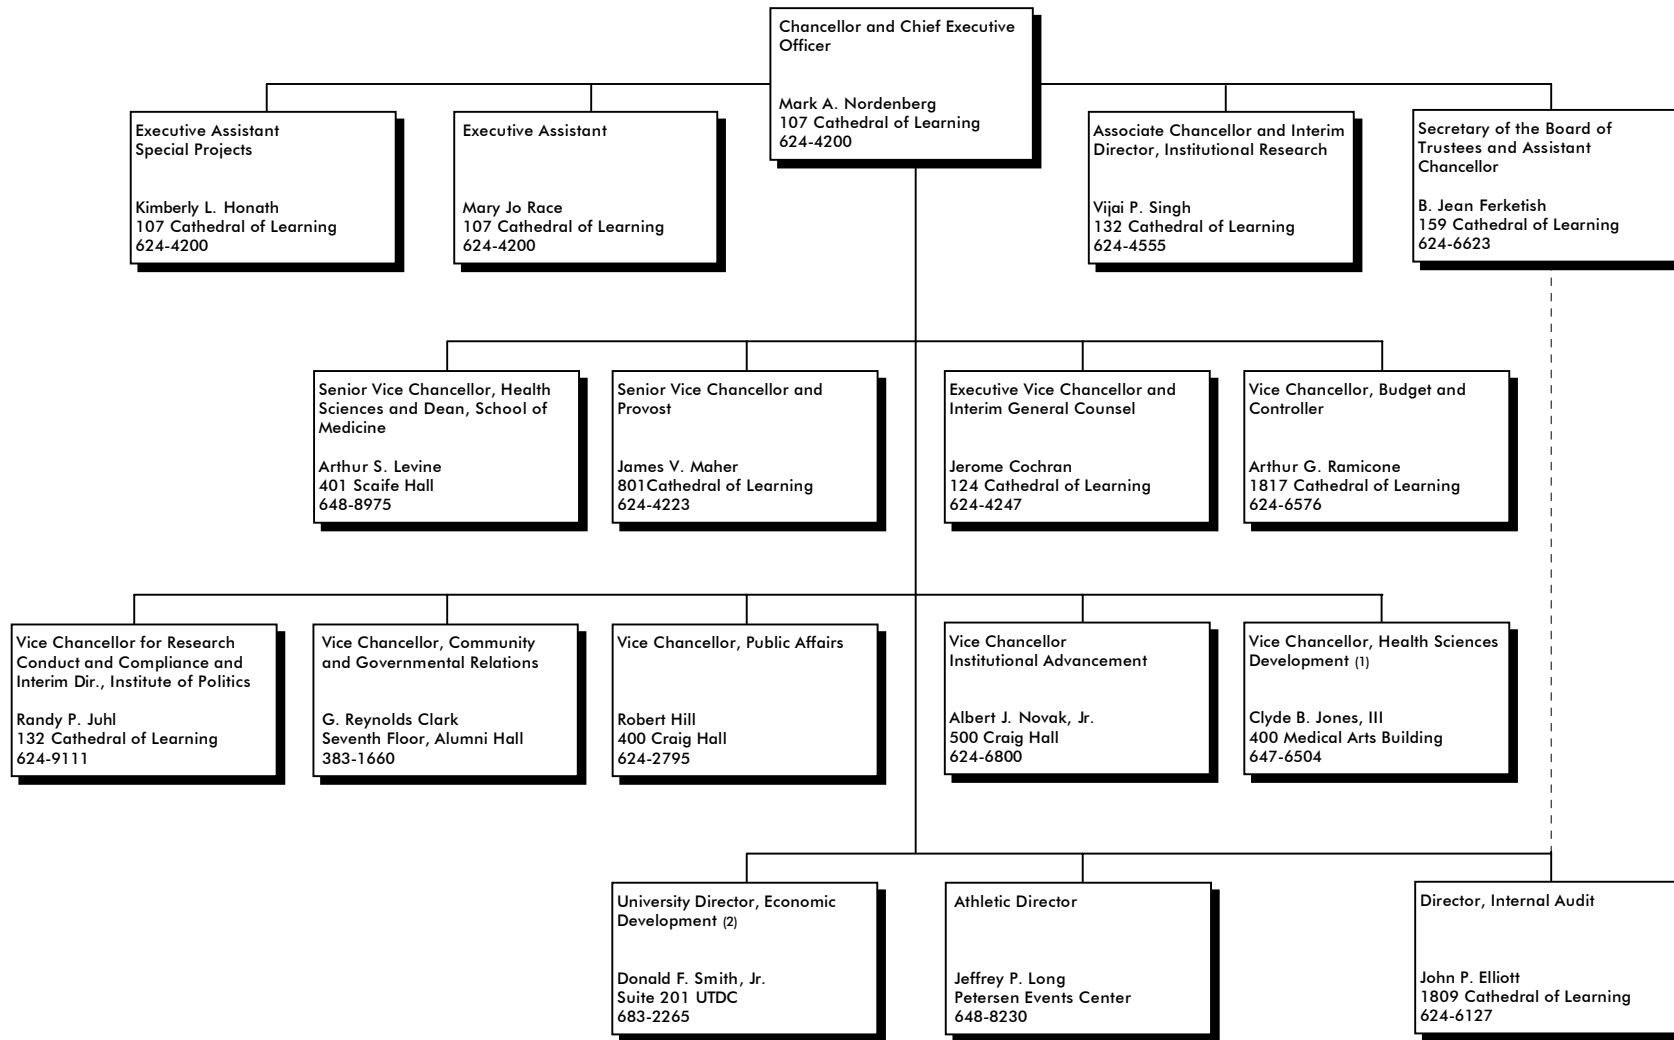 Chancellor and Chief Executive
Officer
Mark A. Nordenberg
107 Cathedral of Learning
624-4200
Executive Assistant
Special Projects
Kimberly L. Honath
107 Cathedral of Learning
624-4200
Executive Assistant
Mary Jo Race
107 Cathedral of Learning
624-4200
Associate Chancellor and Interim
Director, Institutional Research
Vijai P. Singh
132 Cathedral of Learning
624-4555
Secretary of the Board of
Trustees and Assistant
Chancellor
B. Jean Ferketish
159 Cathedral of Learning
624-6623
Senior Vice Chancellor, Health
Sciences and Dean, School of
Medicine
Arthur S. Levine
401 Scaife Hall
648-8975
Senior Vice Chancellor and
Provost
James V. Maher
801Cathedral of Learning
624-4223
Executive Vice Chancellor and
Interim General Counsel
Jerome Cochran
124 Cathedral of Learning
624-4247
Vice Chancellor, Budget and
Controller
Arthur G. Ramicone
1817 Cathedral of Learning
624-6576
Vice Chancellor for Research
Conduct and Compliance and
Interim Dir., Institute of Politics
Randy P. Juhl
132 Cathedral of Learning
624-9111
Vice Chancellor, Community
and Governmental Relations
G. Reynolds Clark
Seventh Floor, Alumni Hall
383-1660
Vice Chancellor, Public Affairs
Robert Hill
400 Craig Hall
624-2795
Vice Chancellor
Institutional Advancement
Albert J. Novak, Jr.
500 Craig Hall
624-6800
Vice Chancellor, Health Sciences
Development (1)
Clyde B. Jones, III
400 Medical Arts Building
647-6504
University Director, Economic
Development (2)
Donald F. Smith, Jr.
Suite 201 UTDC
683-2265
Athletic Director
Jeffrey P. Long
Petersen Events Center
648-8230
Director, Internal Audit
John P. Elliott
1809 Cathedral of Learning
624-6127